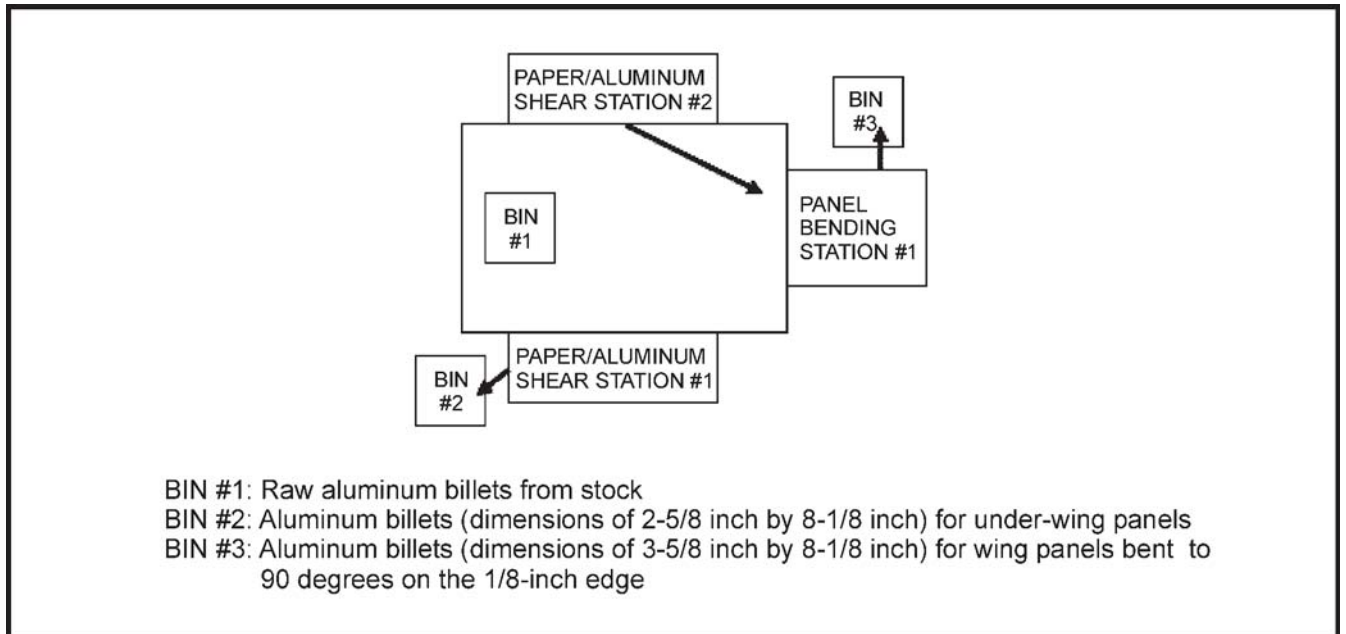 PAPER/ALUMINUM
SHEAR STATION #2
BIN
#3
BIN
#1
PANEL
BENDING
STATION #1
PAPER/ALUMINUM
SHEAR STATION #1
BIN
#2
BIN #1: Raw aluminum billets from stock
BIN #2: Aluminum billets (dimensions of 2-5/8 inch by 8-1/8 inch) for under-wing panels
BIN #3: Aluminum billets (dimensions of 3-5/8 inch by 8-1/8 inch) for wing panels bent to
90 degrees on the 1/8-inch edge